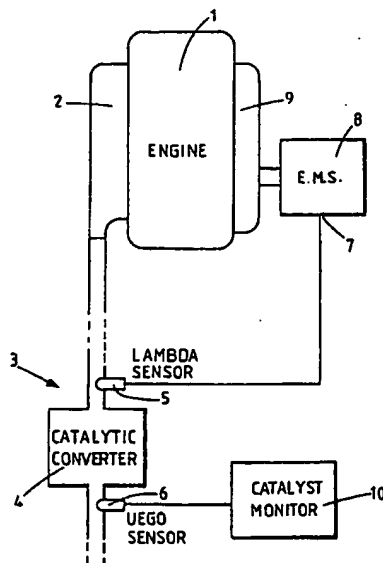 1
2
9
8
ENGINE
E.M.S.
7
LAMBDA
SENSOR
3
5
CATALYTIC
CONVERTER
4
6
UEGO
SENSOR
CATALYST
MONITOR
10